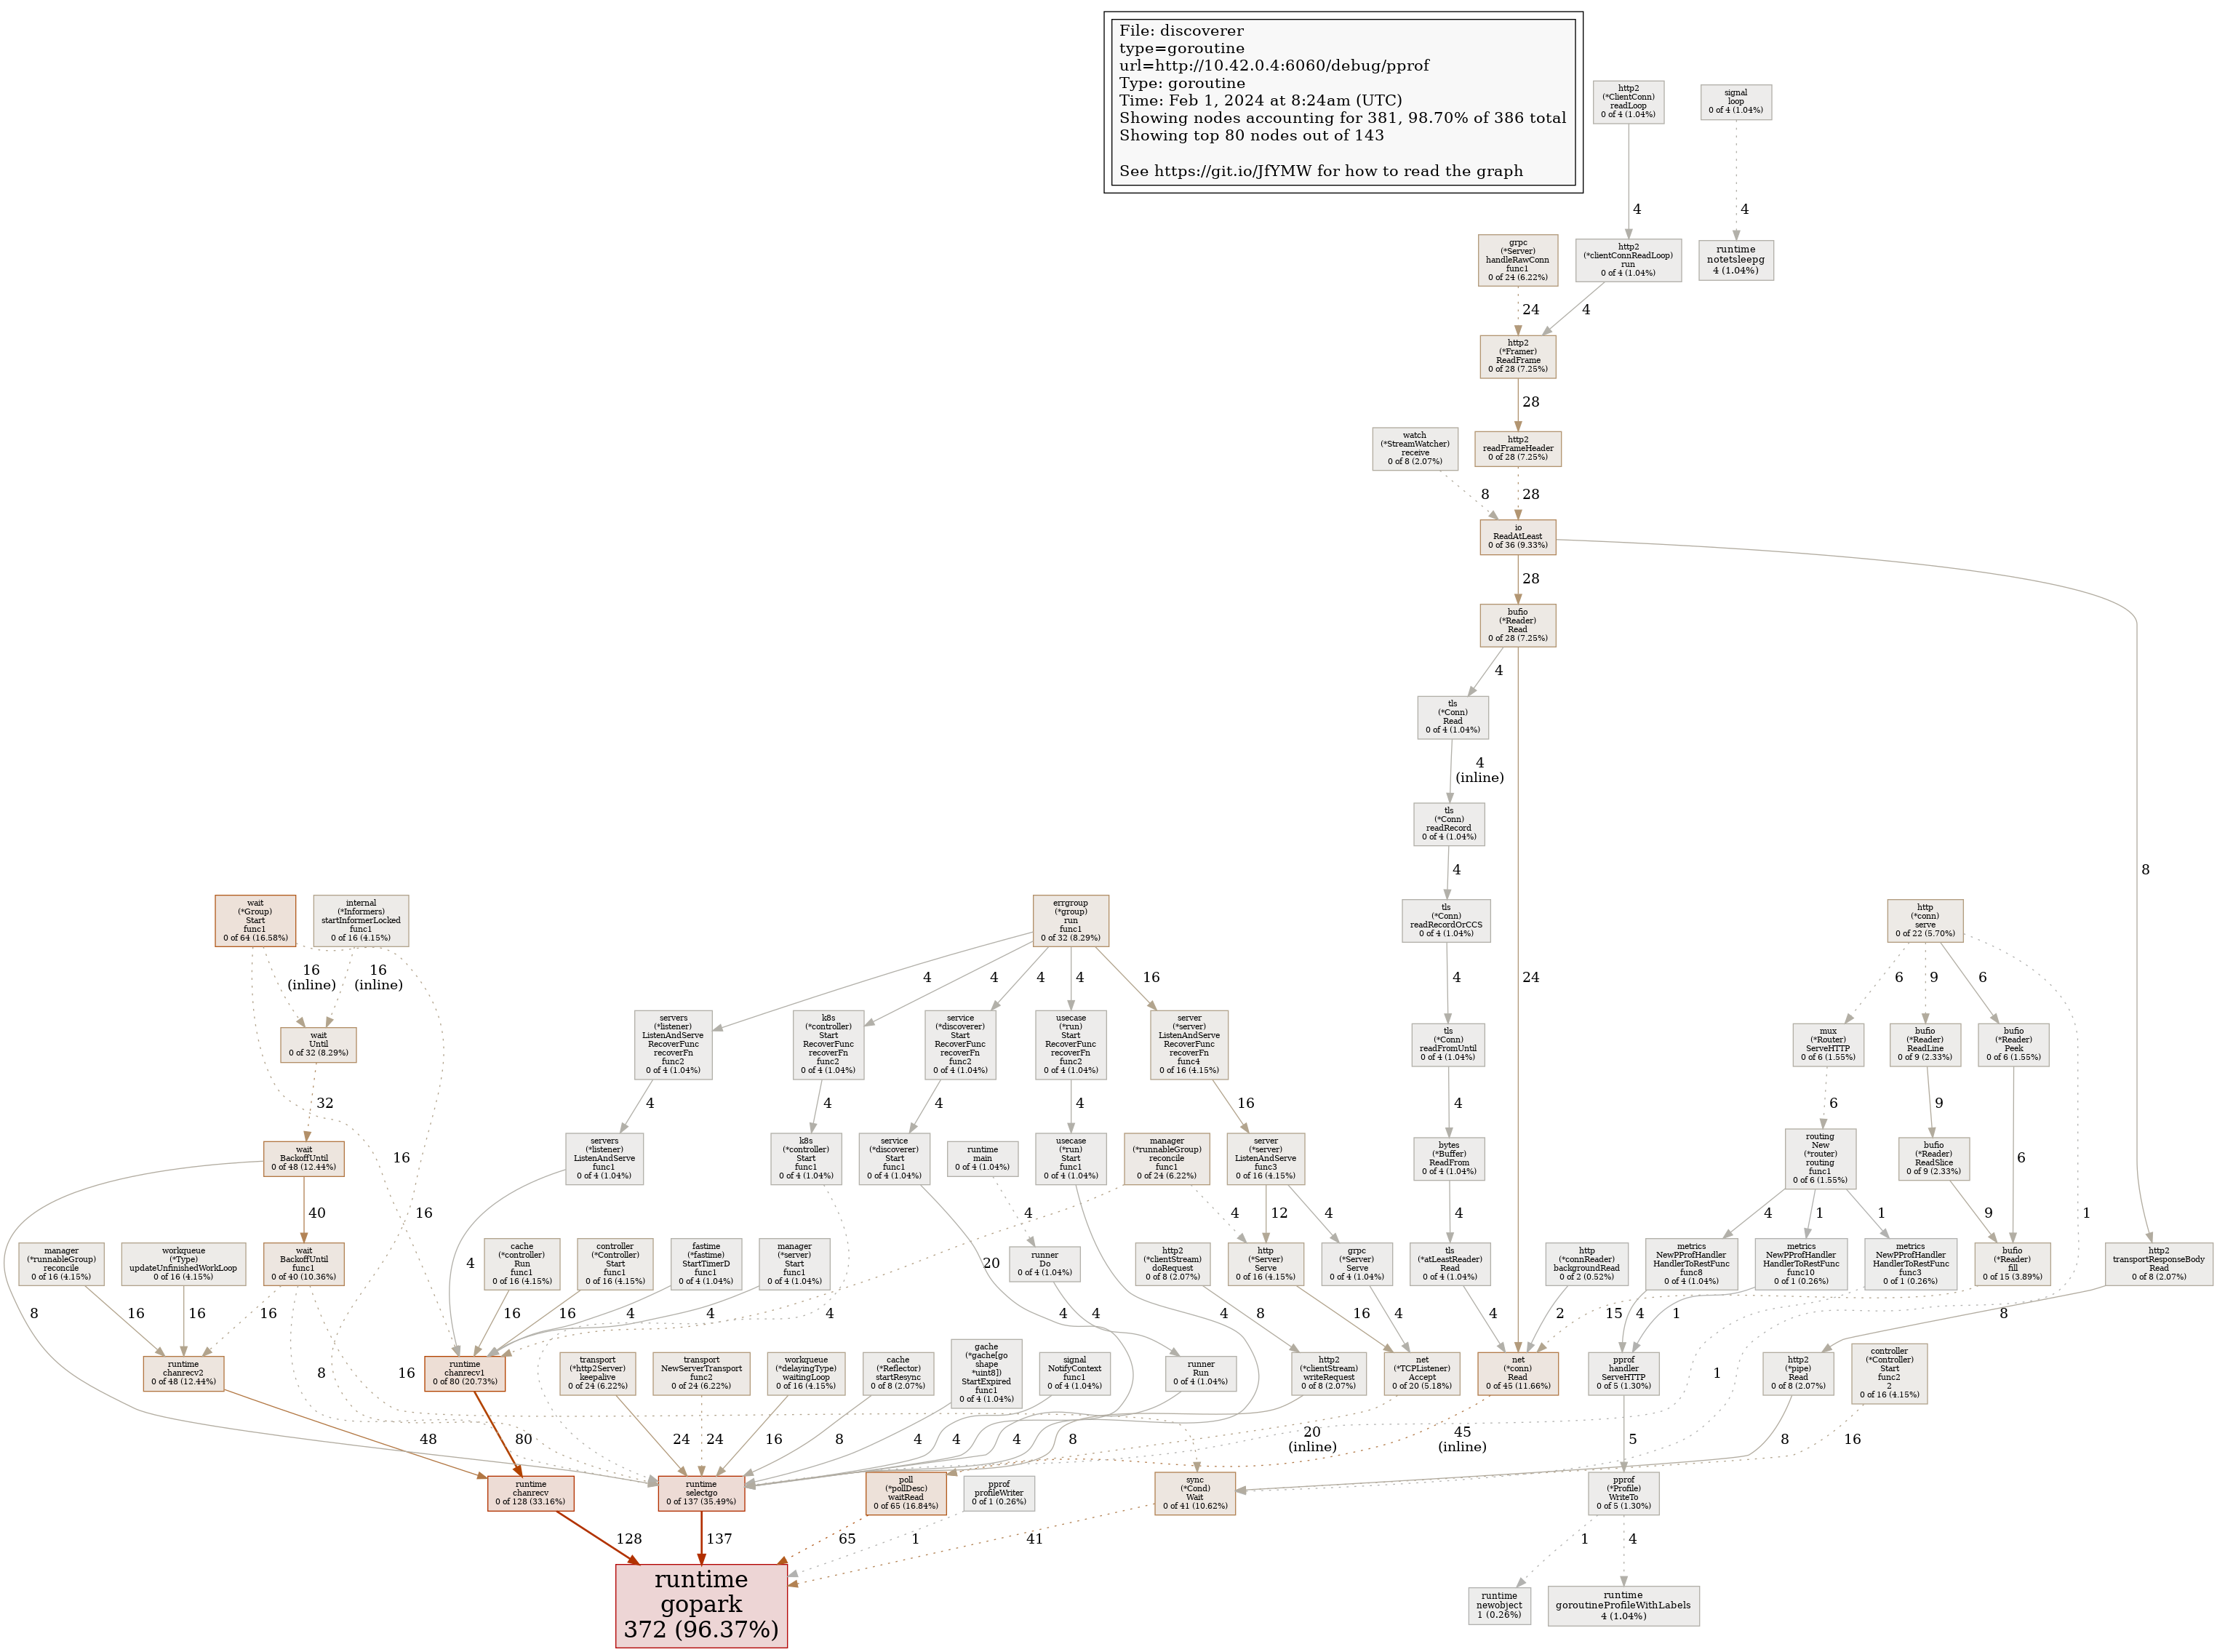 File: discoverer
type=goroutine
url=http://10.42.0.4:6060/debug/pprof
Type: goroutine
Time: Feb 1, 2024 at 8:24am (UTC)
Showing nodes accounting for 381, 98.70% of 386 total
Showing top 80 nodes out of 143
See https://git.io/JfYMW for how to read the graph
http2
(*ClientConn)
readLoop
0 of 4 (1.04%)
signal
loop
0 of 4 (1.04%)
4
4
grpc
(*Server)
handleRawConn
func1
0 of 24 (6.22%)
http2
(*clientConnReadLoop)
run
0 of 4 (1.04%)
runtime
notetsleepg
4 (1.04%)
24
4
http2
(*Framer)
ReadFrame
0 of 28 (7.25%)
28
watch
(*StreamWatcher)
receive
0 of 8 (2.07%)
http2
readFrameHeader
0 of 28 (7.25%)
8
28
io
ReadAtLeast
0 of 36 (9.33%)
28
8
bufio
(*Reader)
Read
0 of 28 (7.25%)
4
24
tls
(*Conn)
Read
0 of 4 (1.04%)
4
(inline)
tls
(*Conn)
readRecord
0 of 4 (1.04%)
4
wait
(*Group)
Start
func1
0 of 64 (16.58%)
internal
(*Informers)
startInformerLocked
func1
0 of 16 (4.15%)
errgroup
(*group)
run
func1
0 of 32 (8.29%)
tls
(*Conn)
readRecordOrCCS
0 of 4 (1.04%)
http
(*conn)
serve
0 of 22 (5.70%)
16
(inline)
16
(inline)
16
16
4
4
4
4
16
4
6
9
6
1
wait
Until
0 of 32 (8.29%)
servers
(*listener)
ListenAndServe
RecoverFunc
recoverFn
func2
0 of 4 (1.04%)
k8s
(*controller)
Start
RecoverFunc
recoverFn
func2
0 of 4 (1.04%)
service
(*discoverer)
Start
RecoverFunc
recoverFn
func2
0 of 4 (1.04%)
usecase
(*run)
Start
RecoverFunc
recoverFn
func2
0 of 4 (1.04%)
server
(*server)
ListenAndServe
RecoverFunc
recoverFn
func4
0 of 16 (4.15%)
tls
(*Conn)
readFromUntil
0 of 4 (1.04%)
mux
(*Router)
ServeHTTP
0 of 6 (1.55%)
bufio
(*Reader)
ReadLine
0 of 9 (2.33%)
bufio
(*Reader)
Peek
0 of 6 (1.55%)
32
4
4
4
4
16
4
6
9
6
wait
BackoffUntil
0 of 48 (12.44%)
servers
(*listener)
ListenAndServe
func1
0 of 4 (1.04%)
k8s
(*controller)
Start
func1
0 of 4 (1.04%)
service
(*discoverer)
Start
func1
0 of 4 (1.04%)
runtime
main
0 of 4 (1.04%)
usecase
(*run)
Start
func1
0 of 4 (1.04%)
manager
(*runnableGroup)
reconcile
func1
0 of 24 (6.22%)
server
(*server)
ListenAndServe
func3
0 of 16 (4.15%)
bytes
(*Buffer)
ReadFrom
0 of 4 (1.04%)
routing
New
(*router)
routing
func1
0 of 6 (1.55%)
bufio
(*Reader)
ReadSlice
0 of 9 (2.33%)
40
8
4
4
4
4
4
20
4
12
4
4
4
1
1
9
manager
(*runnableGroup)
reconcile
0 of 16 (4.15%)
workqueue
(*Type)
updateUnfinishedWorkLoop
0 of 16 (4.15%)
wait
BackoffUntil
func1
0 of 40 (10.36%)
cache
(*controller)
Run
func1
0 of 16 (4.15%)
controller
(*Controller)
Start
func1
0 of 16 (4.15%)
fastime
(*fastime)
StartTimerD
func1
0 of 4 (1.04%)
manager
(*server)
Start
func1
0 of 4 (1.04%)
runner
Do
0 of 4 (1.04%)
http2
(*clientStream)
doRequest
0 of 8 (2.07%)
http
(*Server)
Serve
0 of 16 (4.15%)
grpc
(*Server)
Serve
0 of 4 (1.04%)
tls
(*atLeastReader)
Read
0 of 4 (1.04%)
http
(*connReader)
backgroundRead
0 of 2 (0.52%)
metrics
NewPProfHandler
HandlerToRestFunc
func8
0 of 4 (1.04%)
metrics
NewPProfHandler
HandlerToRestFunc
func10
0 of 1 (0.26%)
metrics
NewPProfHandler
HandlerToRestFunc
func3
0 of 1 (0.26%)
bufio
(*Reader)
fill
0 of 15 (3.89%)
http2
transportResponseBody
Read
0 of 8 (2.07%)
16
16
16
8
16
16
16
4
4
4
8
16
4
4
2
15
4
1
1
8
runtime
chanrecv2
0 of 48 (12.44%)
runtime
chanrecv1
0 of 80 (20.73%)
transport
(*http2Server)
keepalive
0 of 24 (6.22%)
transport
NewServerTransport
func2
0 of 24 (6.22%)
workqueue
(*delayingType)
waitingLoop
0 of 16 (4.15%)
cache
(*Reflector)
startResync
0 of 8 (2.07%)
gache
(*gache[go
shape
*uint8])
StartExpired
func1
0 of 4 (1.04%)
signal
NotifyContext
func1
0 of 4 (1.04%)
runner
Run
0 of 4 (1.04%)
http2
(*clientStream)
writeRequest
0 of 8 (2.07%)
net
(*TCPListener)
Accept
0 of 20 (5.18%)
net
(*conn)
Read
0 of 45 (11.66%)
pprof
handler
ServeHTTP
0 of 5 (1.30%)
http2
(*pipe)
Read
0 of 8 (2.07%)
controller
(*Controller)
Start
func2
2
0 of 16 (4.15%)
48
80
24
24
16
8
4
4
4
8
20
(inline)
45
(inline)
5
8
16
runtime
chanrecv
0 of 128 (33.16%)
runtime
selectgo
0 of 137 (35.49%)
poll
(*pollDesc)
waitRead
0 of 65 (16.84%)
pprof
profileWriter
0 of 1 (0.26%)
sync
(*Cond)
Wait
0 of 41 (10.62%)
pprof
(*Profile)
WriteTo
0 of 5 (1.30%)
128
137
65
1
41
1
4
runtime
gopark
372 (96.37%)
runtime
newobject
1 (0.26%)
runtime
goroutineProfileWithLabels
4 (1.04%)